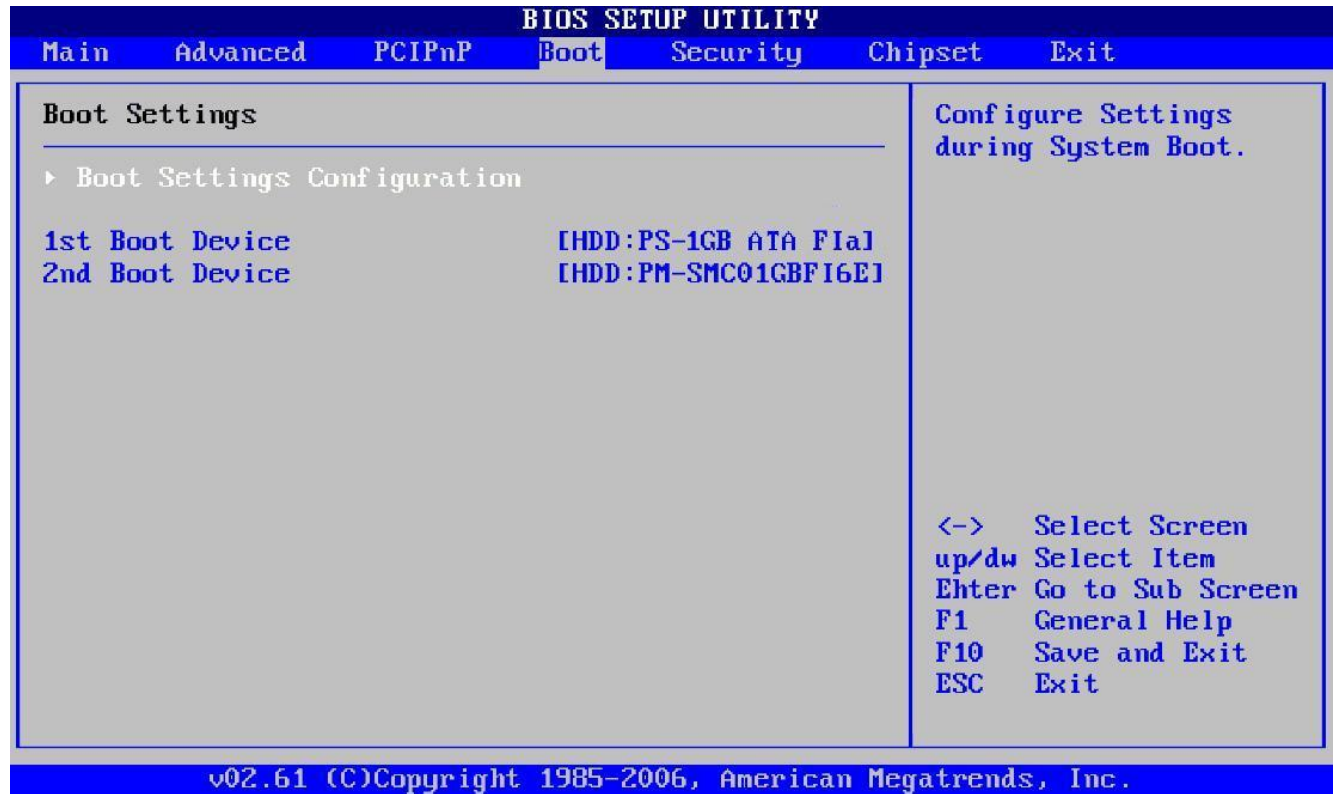 BIOS SETUP UTILITY
Main Advanced PCIPnP Boot Security Chipset Exit
Boot Settings
Boot Settings Configuration
1st Boot Device [HDD:PS-1GB ATA FIa]
2nd Boot Device [HDD:PM-SMC01GBFI6E]
Configure Settings
during System Boot.
<-> Select Screen
up/dw Select Item
Ehter Go to Sub Screen
F1 General Help
F10 Save and Exit
ESC Exit
v02.61 (C)Copyright 1985-2006, American Megatrends, Inc.